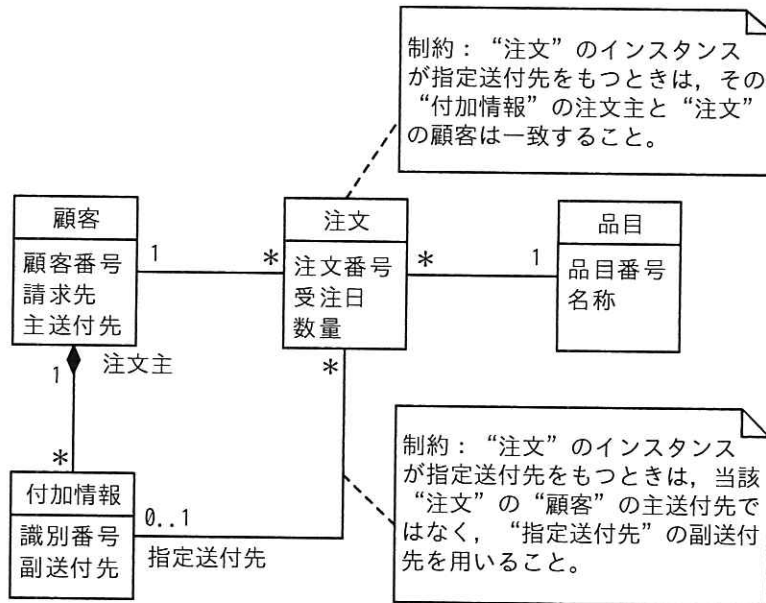 制約：“注文”のインスタンス
が指定送付先をもつときは，その
“付加情報”の注文主と“注文”
の顧客は一致すること。
顧客
顧客番号
請求先
主送付先
1
*
注文
注文番号
受注日
数量
*
1
品目
品目番号
名称
1
注文主
*
*
付加情報
識別番号
副送付先
0..1
指定送付先
制約：“注文”のインスタンス
が指定送付先をもつときは，当該
“注文”の“顧客”の主送付先で
はなく，“指定送付先”の副送付
先を用いること。